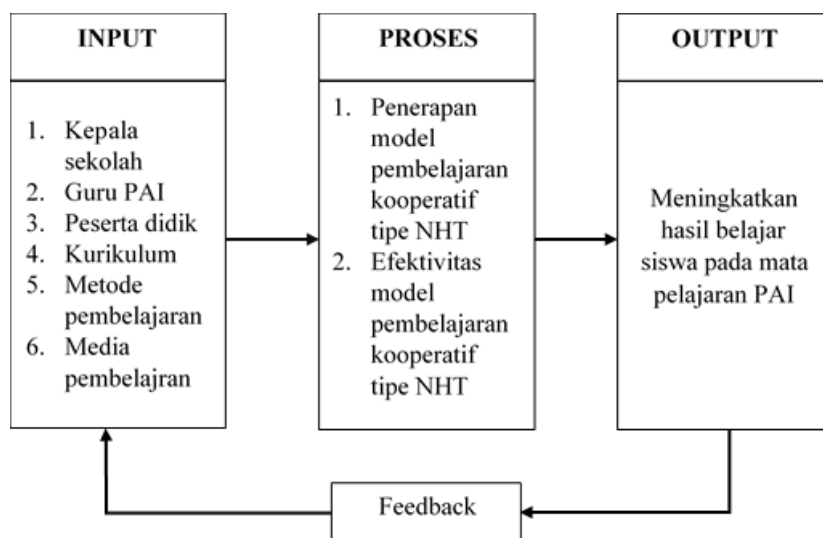 INPUT
1. Kepala
sekolah
2. Guru PAI
3. Peserta didik
4. Kurikulum
5. Metode
pembelajaran
6. Media
pembelajran
PROSES
1. Penerapan
model
pembelajaran
kooperatif
tipe NHT
2. Efektivitas
model
pembelajaran
kooperatif
tipe NHT
OUTPUT
Meningkatkan
hasil belajar
siswa pada mata
pelajaran PAI
Feedback